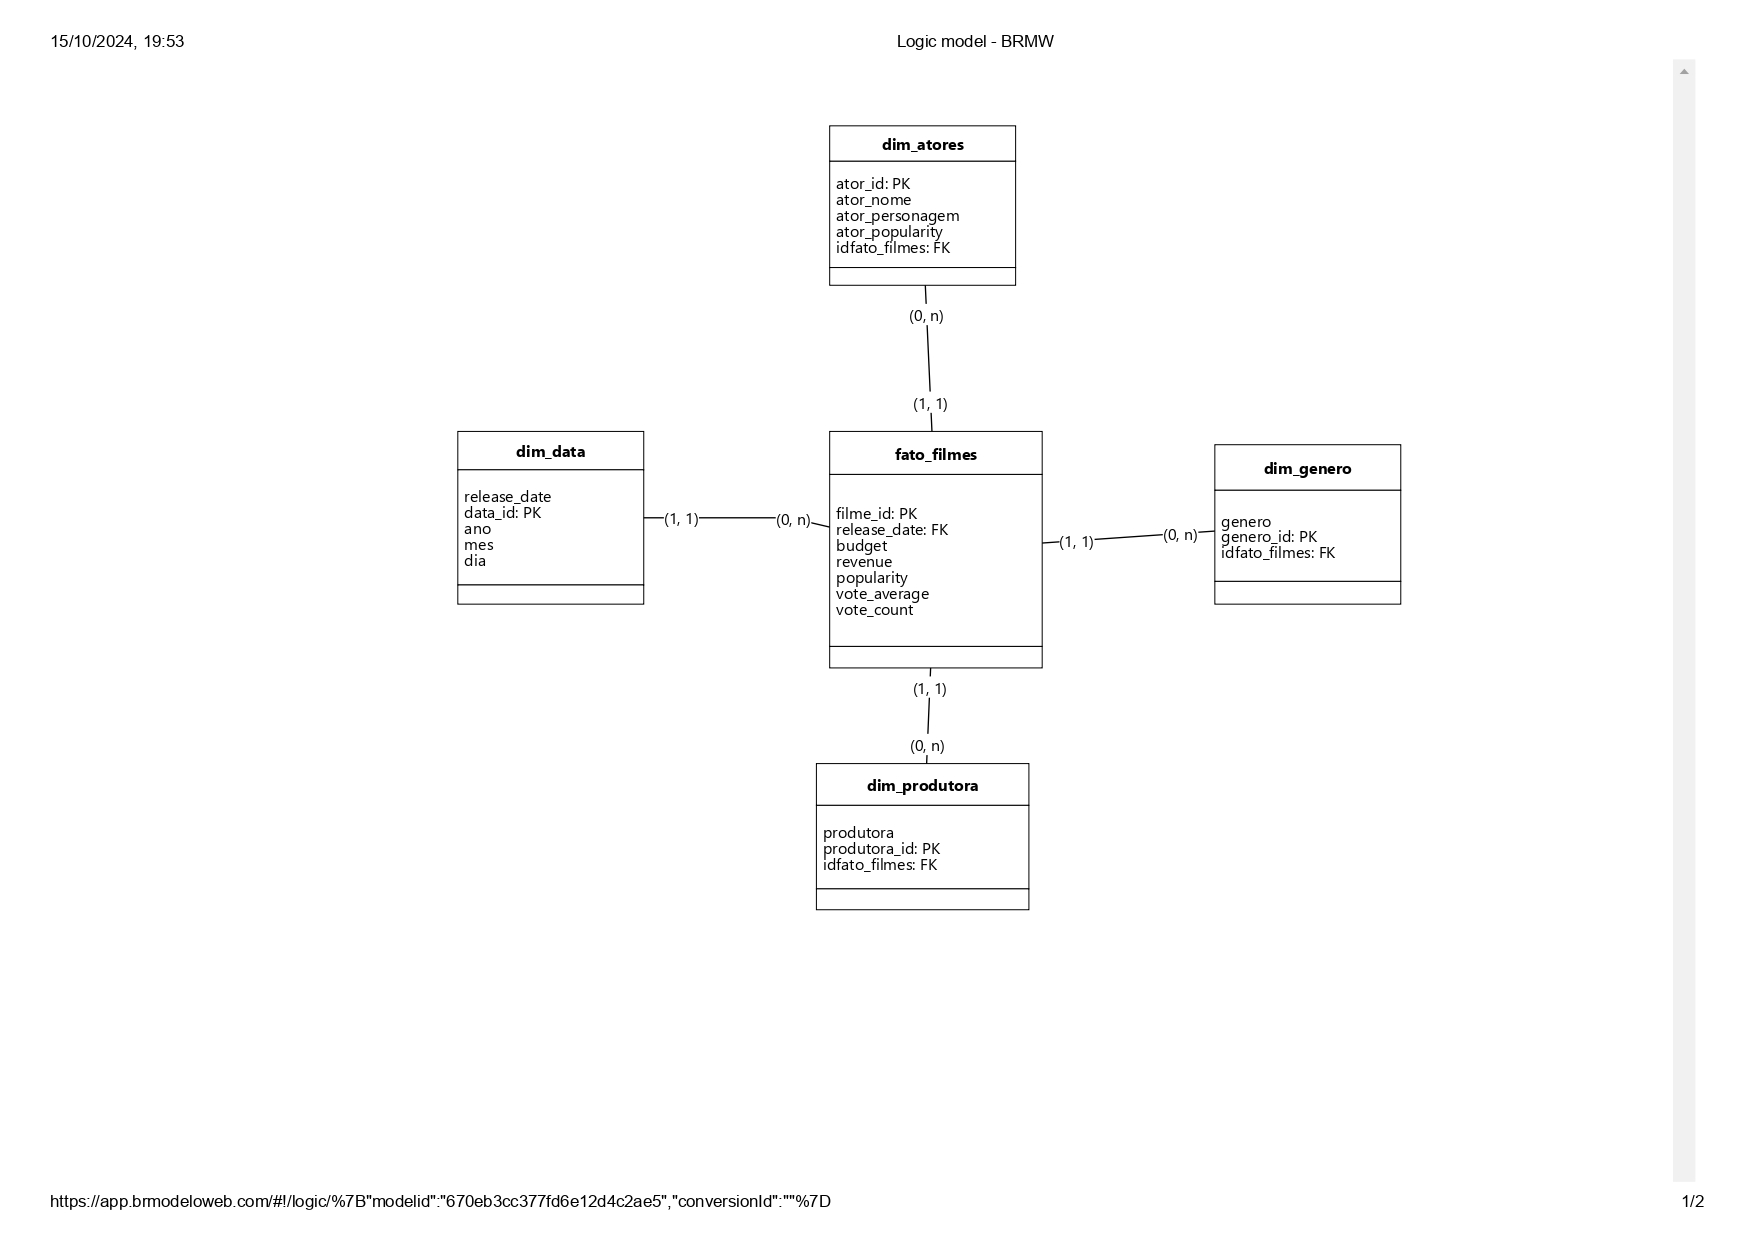 15/10/2024, 19:53
Logic model - BRMW
dim_atores
ator_id: PK
ator_nome
ator_personagem
ator_popularity
idfato_filmes: FK
(0, n)
(1, 1)
dim_data
release_date
data_id: PK
ano
mes
dia
(1, 1)
(0, n)
fato_filmes
filme_id: PK
release_date: FK
budget
revenue
popularity
vote_average
vote_count
(1, 1)
(0, n)
dim_genero
genero
genero_id: PK
idfato_filmes: FK
(1, 1)
(0, n)
dim_produtora
produtora
produtora_id: PK
idfato_filmes: FK
https://app.brmodeloweb.com/#!/logic/%7B"modelid":"670eb3cc377fd6e12d4c2ae5","conversionId":""%7D
1/2